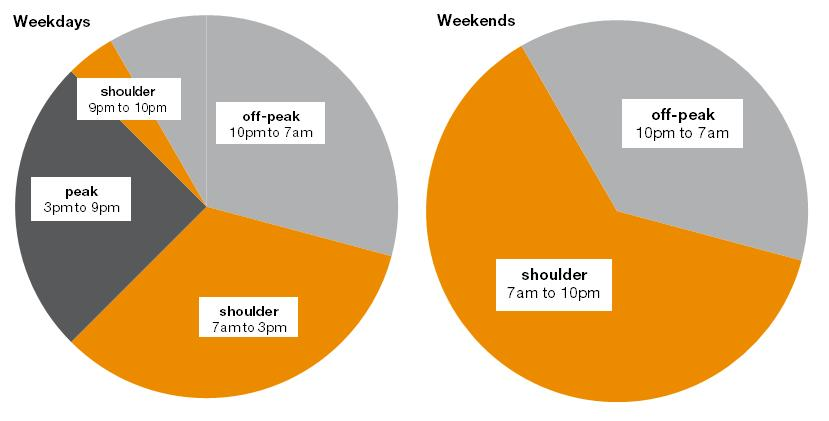 Weekdays
shoulder
9pm to 10pm
off-peak
10pm to 7am
peak
3pm to 9pm
shoulder
7am to 3pm
Weekends
off-peak
10pm to 7am
shoulder
7am to 10pm